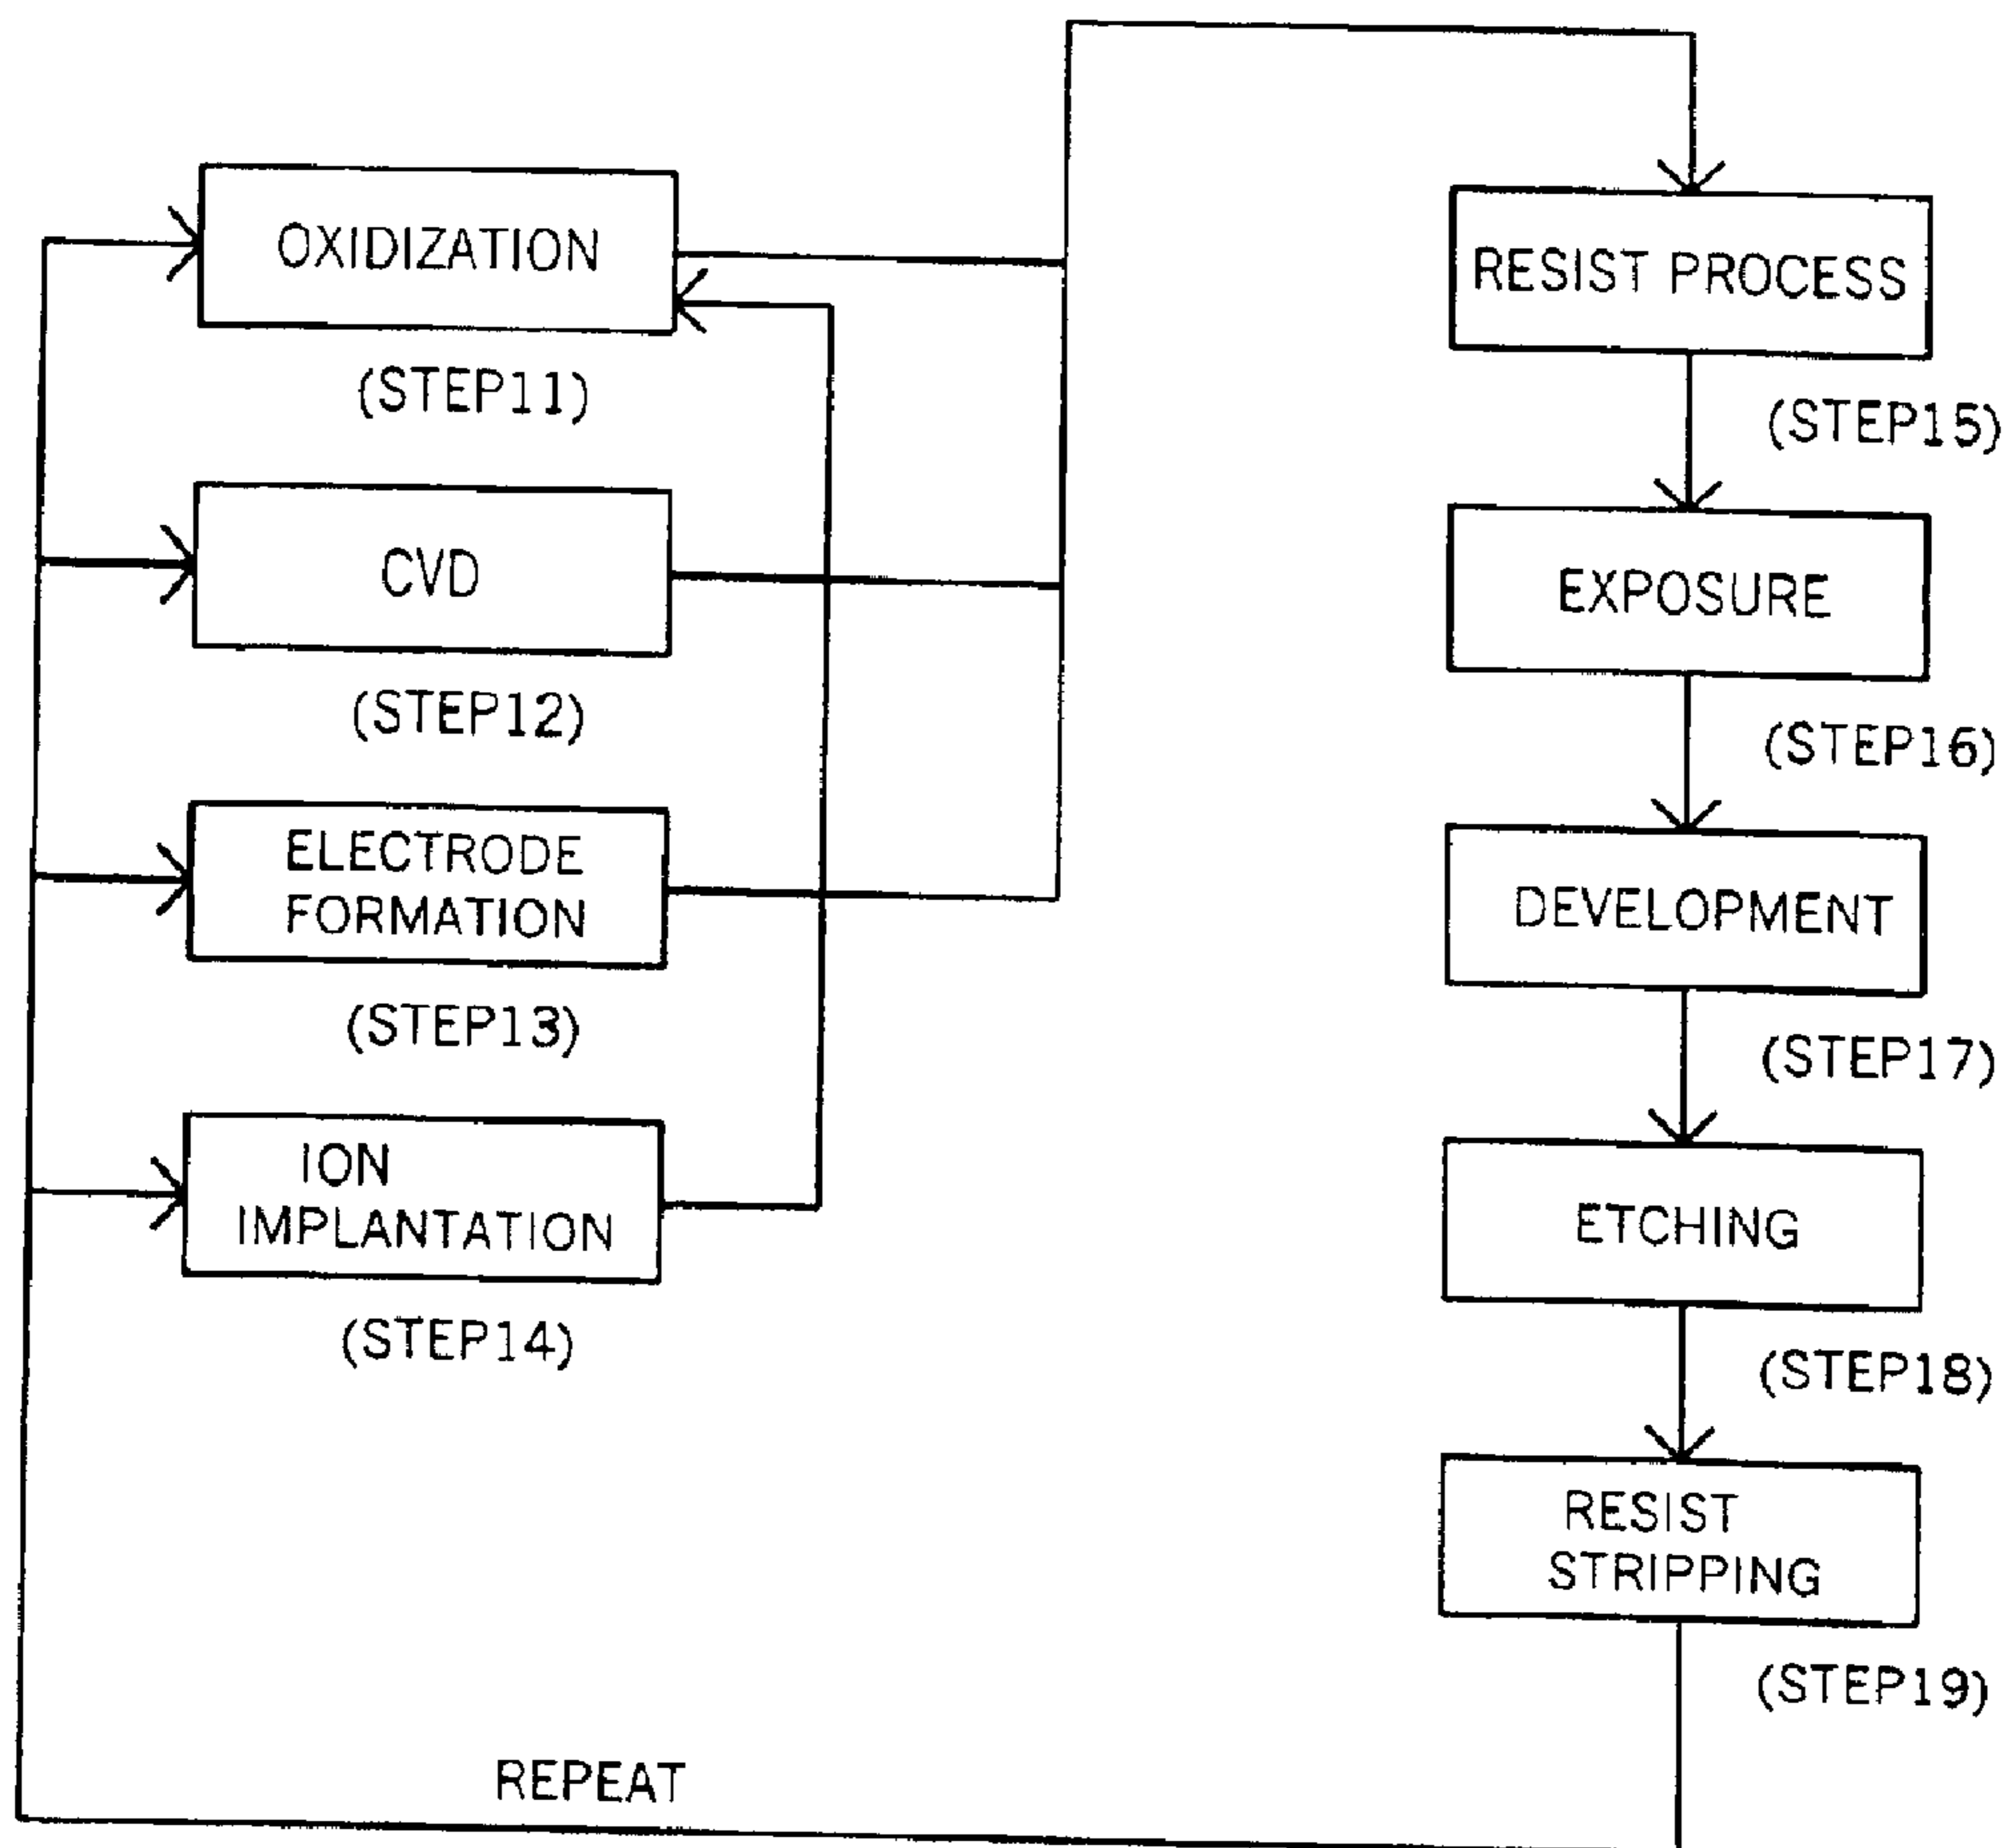 OXIDIZATION
(STEP11)
CVD
(STEP12)
ELECTRODE
FORMATION
(STEP13)
ION
IMPLANTATION
(STEP14)
RESIST PROCESS
(STEP15)
EXPOSURE
(STEP16)
DEVELOPMENT
(STEP17)
ETCHING
(STEP18)
RESIST
STRIPPING
(STEP19)
REPEAT